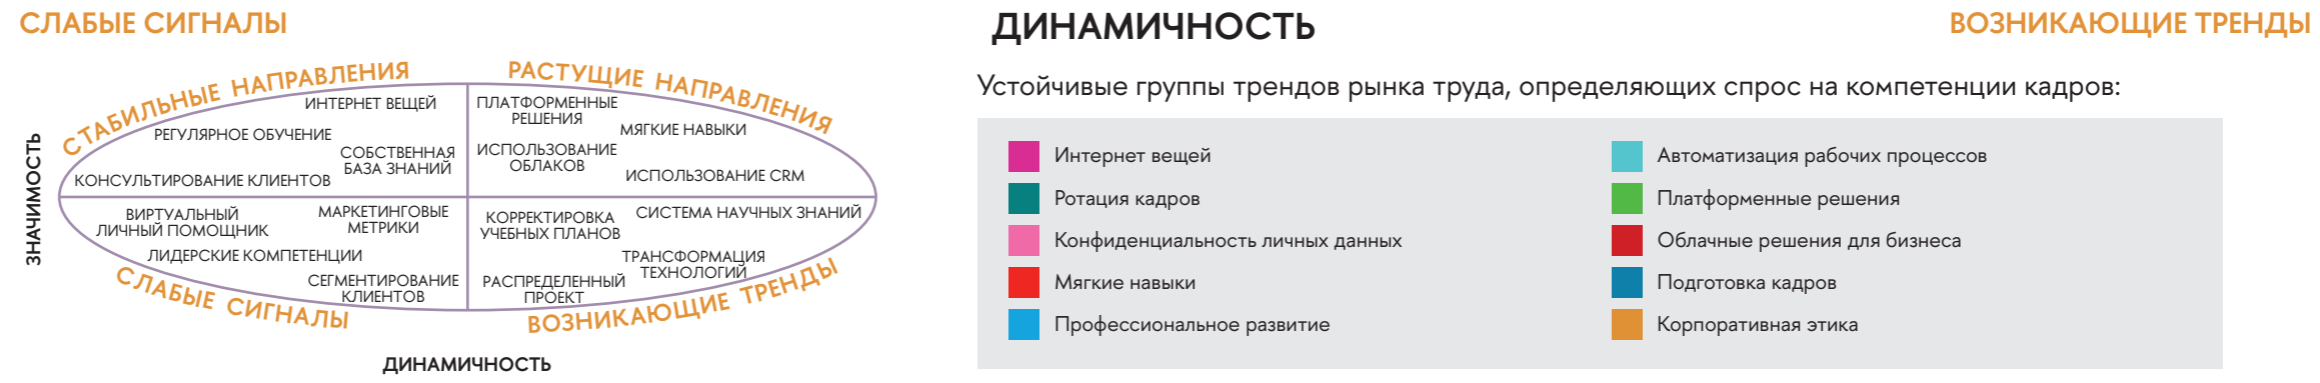 СЛАБЫЕ СИГНАЛЫ
ДИНАМИЧНОСТЬ
ВОЗНИКАЮЩИЕ ТРЕНДЫ
СТАБИЛЬНЫЕ НАПРАВЛЕНИЯ
РАСТУЩИЕ НАПРАВЛЕНИЯ
ЗНАЧИМОСТЬ
ИНТЕРНЕТ ВЕЩЕЙ
РЕГУЛЯРНОЕ ОБУЧЕНИЕ
СОБСТВЕННАЯ
БАЗА ЗНАНИЙ
КОНСУЛЬТИРОВАНИЕ КЛИЕНТОВ
ПЛАТФОРМЕННЫЕ
РЕШЕНИЯ
МЯГКИЕ НАВЫКИ
ИСПОЛЬЗОВАНИЕ
ОБЛАКОВ
ИСПОЛЬЗОВАНИЕ CRM
ВИРТУАЛЬНЫЙ
ЛИЧНЫЙ ПОМОЩНИК
МАРКЕТИНГОВЫЕ
МЕТРИКИ
ЛИДЕРСКИЕ КОМПЕТЕНЦИИ
СЕГМЕНТИРОВАНИЕ
КЛИЕНТОВ
КОРРЕКТИРОВКА
УЧЕБНЫХ ПЛАНОВ
СИСТЕМА НАУЧНЫХ ЗНАНИЙ
ТРАНСФОРМАЦИЯ
ТЕХНОЛОГИЙ
РАСПРЕДЕЛЕННЫЙ
ПРОЕКТ
СЛАБЫЕ СИГНАЛЫ
ВОЗНИКАЮЩИЕ ТРЕНДЫ
ДИНАМИЧНОСТЬ
Устойчивые группы трендов рынка труда, определяющих спрос на компетенции кадров:
Интернет вещей
Ротация кадров
Конфиденциальность личных данных
Мягкие навыки
Профессиональное развитие
Автоматизация рабочих процессов
Платформенные решения
Облачные решения для бизнеса
Подготовка кадров
Корпоративная этика